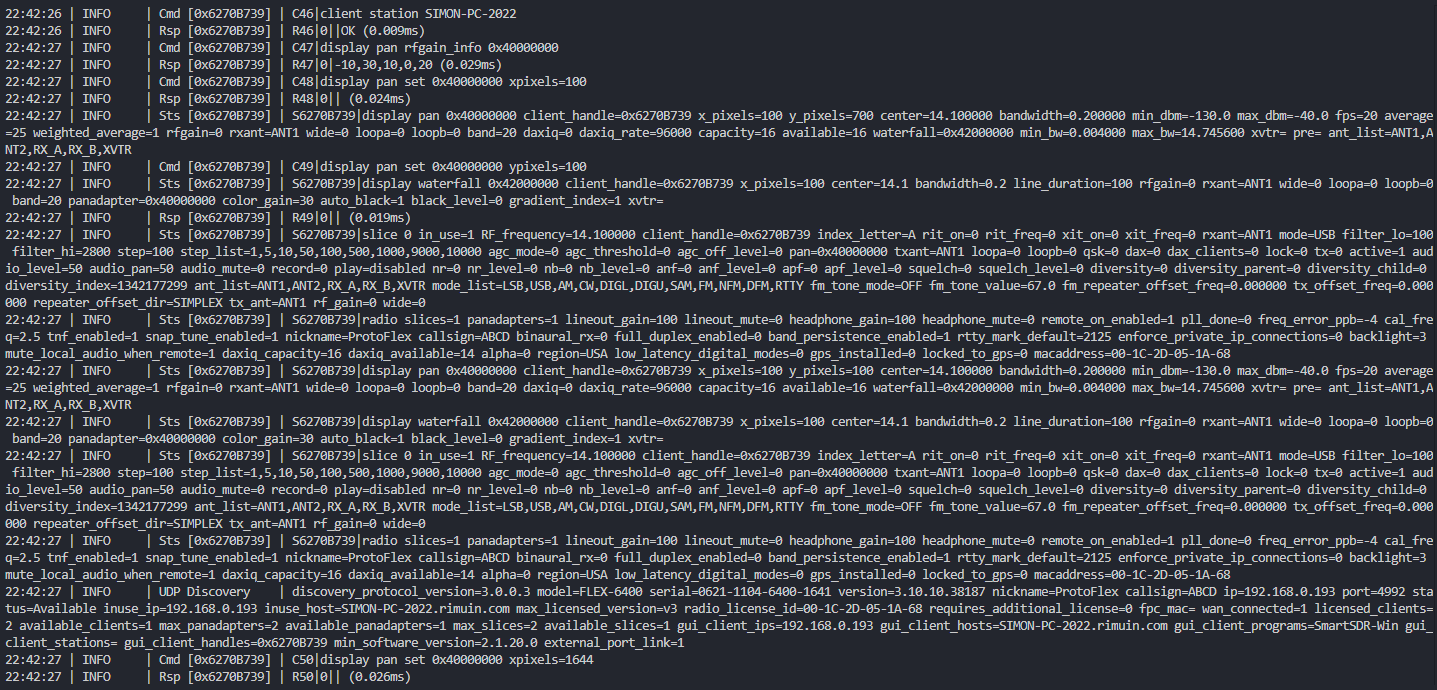 22:42:26 | INFO     | Cmd [0x6270B739] | C46|client station SIMON-PC-2022
22:42:26 | INFO     | Rsp [0x6270B739] | R46|0||OK (0.009ms)
22:42:27 | INFO     | Cmd [0x6270B739] | C47|display pan rfgain_info 0x40000000
22:42:27 | INFO     | Rsp [0x6270B739] | R47|0|-10,30,10,0,20 (0.029ms)
22:42:27 | INFO     | Cmd [0x6270B739] | C48|display pan set 0x40000000 xpixels=100
22:42:27 | INFO     | Rsp [0x6270B739] | R48|0|| (0.024ms)
22:42:27 | INFO     | Sts [0x6270B739] | S6270B739|display pan 0x40000000 client_handle=0x6270B739 x_pixels=100 y_pixels=700 center=14.100000 bandwidth=0.200000 min_dbm=-130.0 max_dbm=-40.0 fps=20 average
=25 weighted_average=1 rfgain=0 rxant=ANT1 wide=0 loopa=0 loopb=0 band=20 daxiq=0 daxiq_rate=96000 capacity=16 available=16 waterfall=0x42000000 min_bw=0.004000 max_bw=14.745600 xvtr= pre= ant_list=ANT1,A
NT2,RX_A,RX_B,XVTR
22:42:27 | INFO     | Cmd [0x6270B739] | C49|display pan set 0x40000000 ypixels=100
22:42:27 | INFO     | Sts [0x6270B739] | S6270B739|display waterfall 0x42000000 client_handle=0x6270B739 x_pixels=100 center=14.1 bandwidth=0.2 line_duration=100 rfgain=0 rxant=ANT1 wide=0 loopa=0 loopb=0
 band=20 panadapter=0x40000000 color_gain=30 auto_black=1 black_level=0 gradient_index=1 xvtr=
22:42:27 | INFO     | Rsp [0x6270B739] | R49|0|| (0.019ms)
22:42:27 | INFO     | Sts [0x6270B739] | S6270B739|slice 0 in_use=1 RF_frequency=14.100000 client_handle=0x6270B739 index_letter=A rit_on=0 rit_freq=0 xit_on=0 xit_freq=0 rxant=ANT1 mode=USB filter_lo=100
 filter_hi=2800 step=100 step_list=1,5,10,50,100,500,1000,9000,10000 agc_mode=0 agc_threshold=0 agc_off_level=0 pan=0x40000000 txant=ANT1 loopa=0 loopb=0 qsk=0 dax=0 dax_clients=0 lock=0 tx=0 active=1 aud
io_level=50 audio_pan=50 audio_mute=0 record=0 play=disabled nr=0 nr_level=0 nb=0 nb_level=0 anf=0 anf_level=0 apf=0 apf_level=0 squelch=0 squelch_level=0 diversity=0 diversity_parent=0 diversity_child=0
diversity_index=1342177299 ant_list=ANT1,ANT2,RX_A,RX_B,XVTR mode_list=LSB,USB,AM,CW,DIGL,DIGU,SAM,FM,NFM,DFM,RTTY fm_tone_mode=OFF fm_tone_value=67.0 fm_repeater_offset_freq=0.000000 tx_offset_freq=0.000
000 repeater_offset_dir=SIMPLEX tx_ant=ANT1 rf_gain=0 wide=0
22:42:27 | INFO     | Sts [0x6270B739] | S6270B739|radio slices=1 panadapters=1 lineout_gain=100 lineout_mute=0 headphone_gain=100 headphone_mute=0 remote_on_enabled=1 pll_done=0 freq_error_ppb=-4 cal_fre
q=2.5 tnf_enabled=1 snap_tune_enabled=1 nickname=ProtoFlex callsign=ABCD binaural_rx=0 full_duplex_enabled=0 band_persistence_enabled=1 rtty_mark_default=2125 enforce_private_ip_connections=0 backlight=3
mute_local_audio_when_remote=1 daxiq_capacity=16 daxiq_available=14 alpha=0 region=USA low_latency_digital_modes=0 gps_installed=0 locked_to_gps=0 macaddress=00-1C-2D-05-1A-68
22:42:27 | INFO     | Sts [0x6270B739] | S6270B739|display pan 0x40000000 client_handle=0x6270B739 x_pixels=100 y_pixels=100 center=14.100000 bandwidth=0.200000 min_dbm=-130.0 max_dbm=-40.0 fps=20 average
=25 weighted_average=1 rfgain=0 rxant=ANT1 wide=0 loopa=0 loopb=0 band=20 daxiq=0 daxiq_rate=96000 capacity=16 available=16 waterfall=0x42000000 min_bw=0.004000 max_bw=14.745600 xvtr= pre= ant_list=ANT1,A
NT2,RX_A,RX_B,XVTR
22:42:27 | INFO     | Sts [0x6270B739] | S6270B739|display waterfall 0x42000000 client_handle=0x6270B739 x_pixels=100 center=14.1 bandwidth=0.2 line_duration=100 rfgain=0 rxant=ANT1 wide=0 loopa=0 loopb=0
 band=20 panadapter=0x40000000 color_gain=30 auto_black=1 black_level=0 gradient_index=1 xvtr=
22:42:27 | INFO     | Sts [0x6270B739] | S6270B739|slice 0 in_use=1 RF_frequency=14.100000 client_handle=0x6270B739 index_letter=A rit_on=0 rit_freq=0 xit_on=0 xit_freq=0 rxant=ANT1 mode=USB filter_lo=100
 filter_hi=2800 step=100 step_list=1,5,10,50,100,500,1000,9000,10000 agc_mode=0 agc_threshold=0 agc_off_level=0 pan=0x40000000 txant=ANT1 loopa=0 loopb=0 qsk=0 dax=0 dax_clients=0 lock=0 tx=0 active=1 aud
io_level=50 audio_pan=50 audio_mute=0 record=0 play=disabled nr=0 nr_level=0 nb=0 nb_level=0 anf=0 anf_level=0 apf=0 apf_level=0 squelch=0 squelch_level=0 diversity=0 diversity_parent=0 diversity_child=0
diversity_index=1342177299 ant_list=ANT1,ANT2,RX_A,RX_B,XVTR mode_list=LSB,USB,AM,CW,DIGL,DIGU,SAM,FM,NFM,DFM,RTTY fm_tone_mode=OFF fm_tone_value=67.0 fm_repeater_offset_freq=0.000000 tx_offset_freq=0.000
000 repeater_offset_dir=SIMPLEX tx_ant=ANT1 rf_gain=0 wide=0
22:42:27 | INFO     | Sts [0x6270B739] | S6270B739|radio slices=1 panadapters=1 lineout_gain=100 lineout_mute=0 headphone_gain=100 headphone_mute=0 remote_on_enabled=1 pll_done=0 freq_error_ppb=-4 cal_fre
q=2.5 tnf_enabled=1 snap_tune_enabled=1 nickname=ProtoFlex callsign=ABCD binaural_rx=0 full_duplex_enabled=0 band_persistence_enabled=1 rtty_mark_default=2125 enforce_private_ip_connections=0 backlight=3
mute_local_audio_when_remote=1 daxiq_capacity=16 daxiq_available=14 alpha=0 region=USA low_latency_digital_modes=0 gps_installed=0 locked_to_gps=0 macaddress=00-1C-2D-05-1A-68
22:42:27 | INFO     | UDP Discovery    | discovery_protocol_version=3.0.0.3 model=FLEX-6400 serial=0621-1104-6400-1641 version=3.10.10.38187 nickname=ProtoFlex callsign=ABCD ip=192.168.0.193 port=4992 sta
tus=Available inuse_ip=192.168.0.193 inuse_host=SIMON-PC-2022.rimuin.com max_licensed_version=v3 radio_license_id=00-1C-2D-05-1A-68 requires_additional_license=0 fpc_mac= wan_connected=1 licensed_clients=
2 available_clients=1 max_panadapters=2 available_panadapters=1 max_slices=2 available_slices=1 gui_client_ips=192.168.0.193 gui_client_hosts=SIMON-PC-2022.rimuin.com gui_client_programs=SmartSDR-Win gui_
client_stations= gui_client_handles=0x6270B739 min_software_version=2.1.20.0 external_port_link=1
22:42:27 | INFO     | Cmd [0x6270B739] | C50|display pan set 0x40000000 xpixels=1644
22:42:27 | INFO     | Rsp [0x6270B739] | R50|0|| (0.026ms)